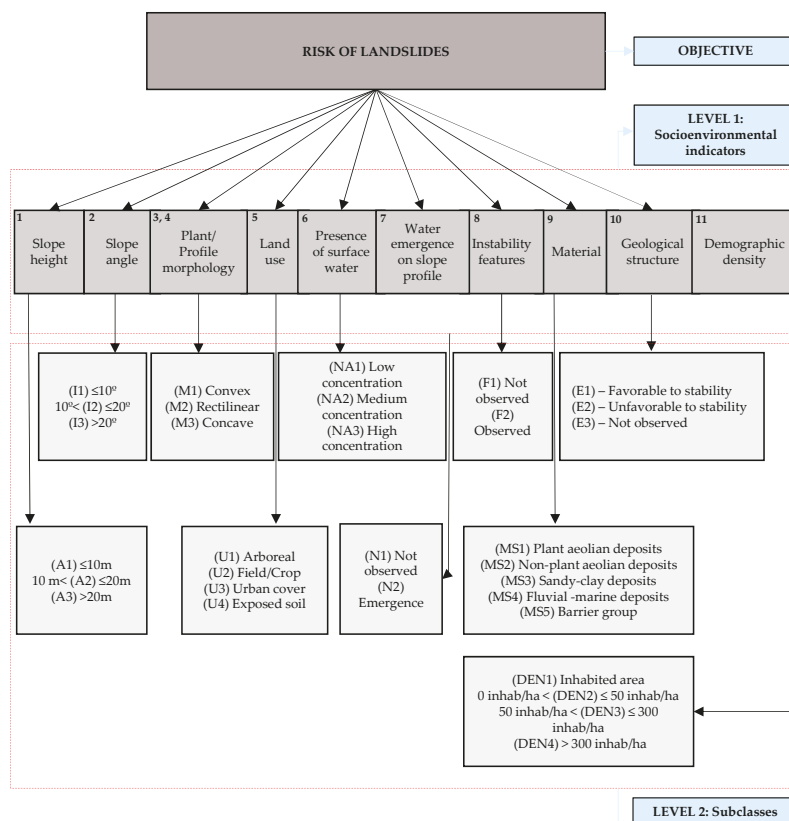 RISK OF LANDSLIDES
OBJECTIVE
LEVEL 1:
Socioenvironmental
indicators
1
Slope
height
2
Slope
angle
3, 4
Plant/
Profile
morphology
5
Land
use
6
Presence
of surface
water
7
Water
emergence
on slope
profile
8
Instability
features
9
Material
10
Geological
structure
11
Demographic
density
(I1) ≤10º
10º< (I2) ≤20º
(I3) >20º
(M1) Convex
(M2) Rectilinear
(M3) Concave
(NA1) Low
concentration
(NA2) Medium
concentration
(NA3) High
concentration
(F1) Not
observed
(F2)
Observed
(E1) – Favorable to stability
(E2) – Unfavorable to stability
(E3) – Not observed
(A1) ≤10m
10 m< (A2) ≤20m
(A3) >20m
(U1) Arboreal
(U2) Field/Crop
(U3) Urban cover
(U4) Exposed soil
(N1) Not
observed
(N2)
Emergence
(MS1) Plant aeolian deposits
(MS2) Non-plant aeolian deposits
(MS3) Sandy-clay deposits
(MS4) Fluvial -marine deposits
(MS5) Barrier group
(DEN1) Inhabited area
0 inhab/ha < (DEN2) ≤ 50 inhab/ha
50 inhab/ha < (DEN3) ≤ 300
inhab/ha
(DEN4) > 300 inhab/ha
LEVEL 2: Subclasses